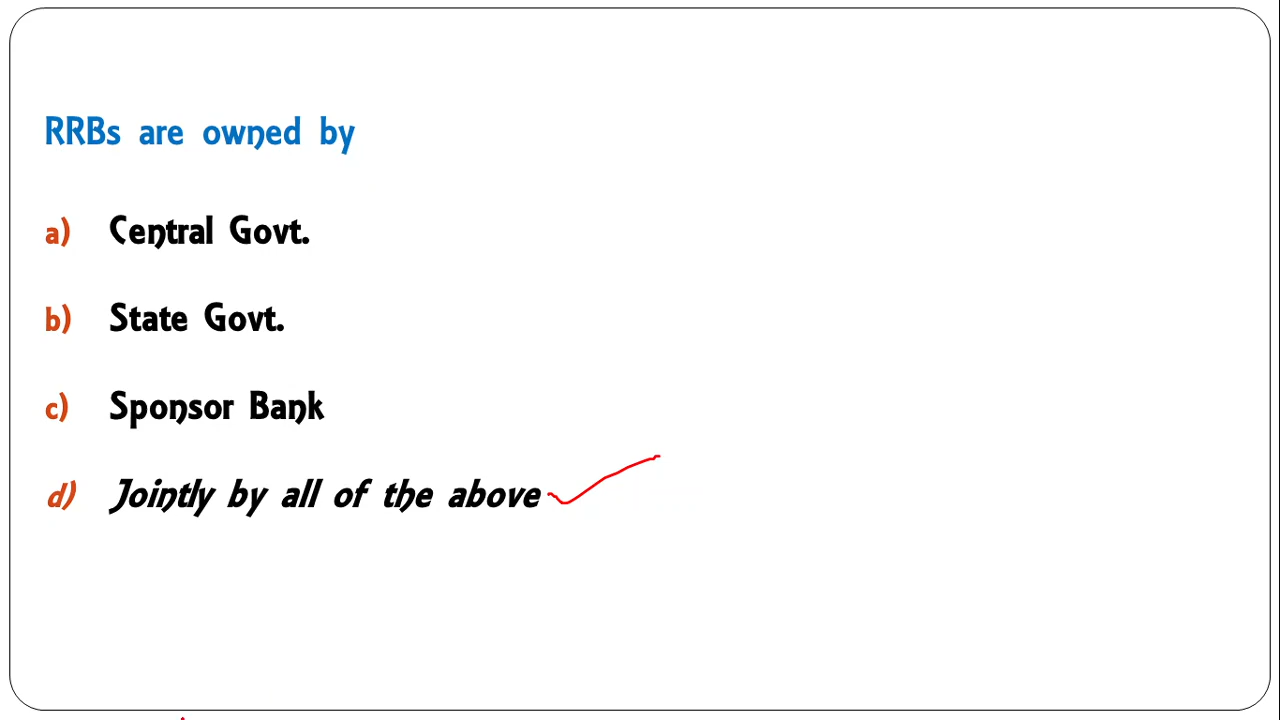 RRBs are owned by
a) Central Govt.
b) State Govt.
c) Sponsor Bank
d) Jointly by all of the above